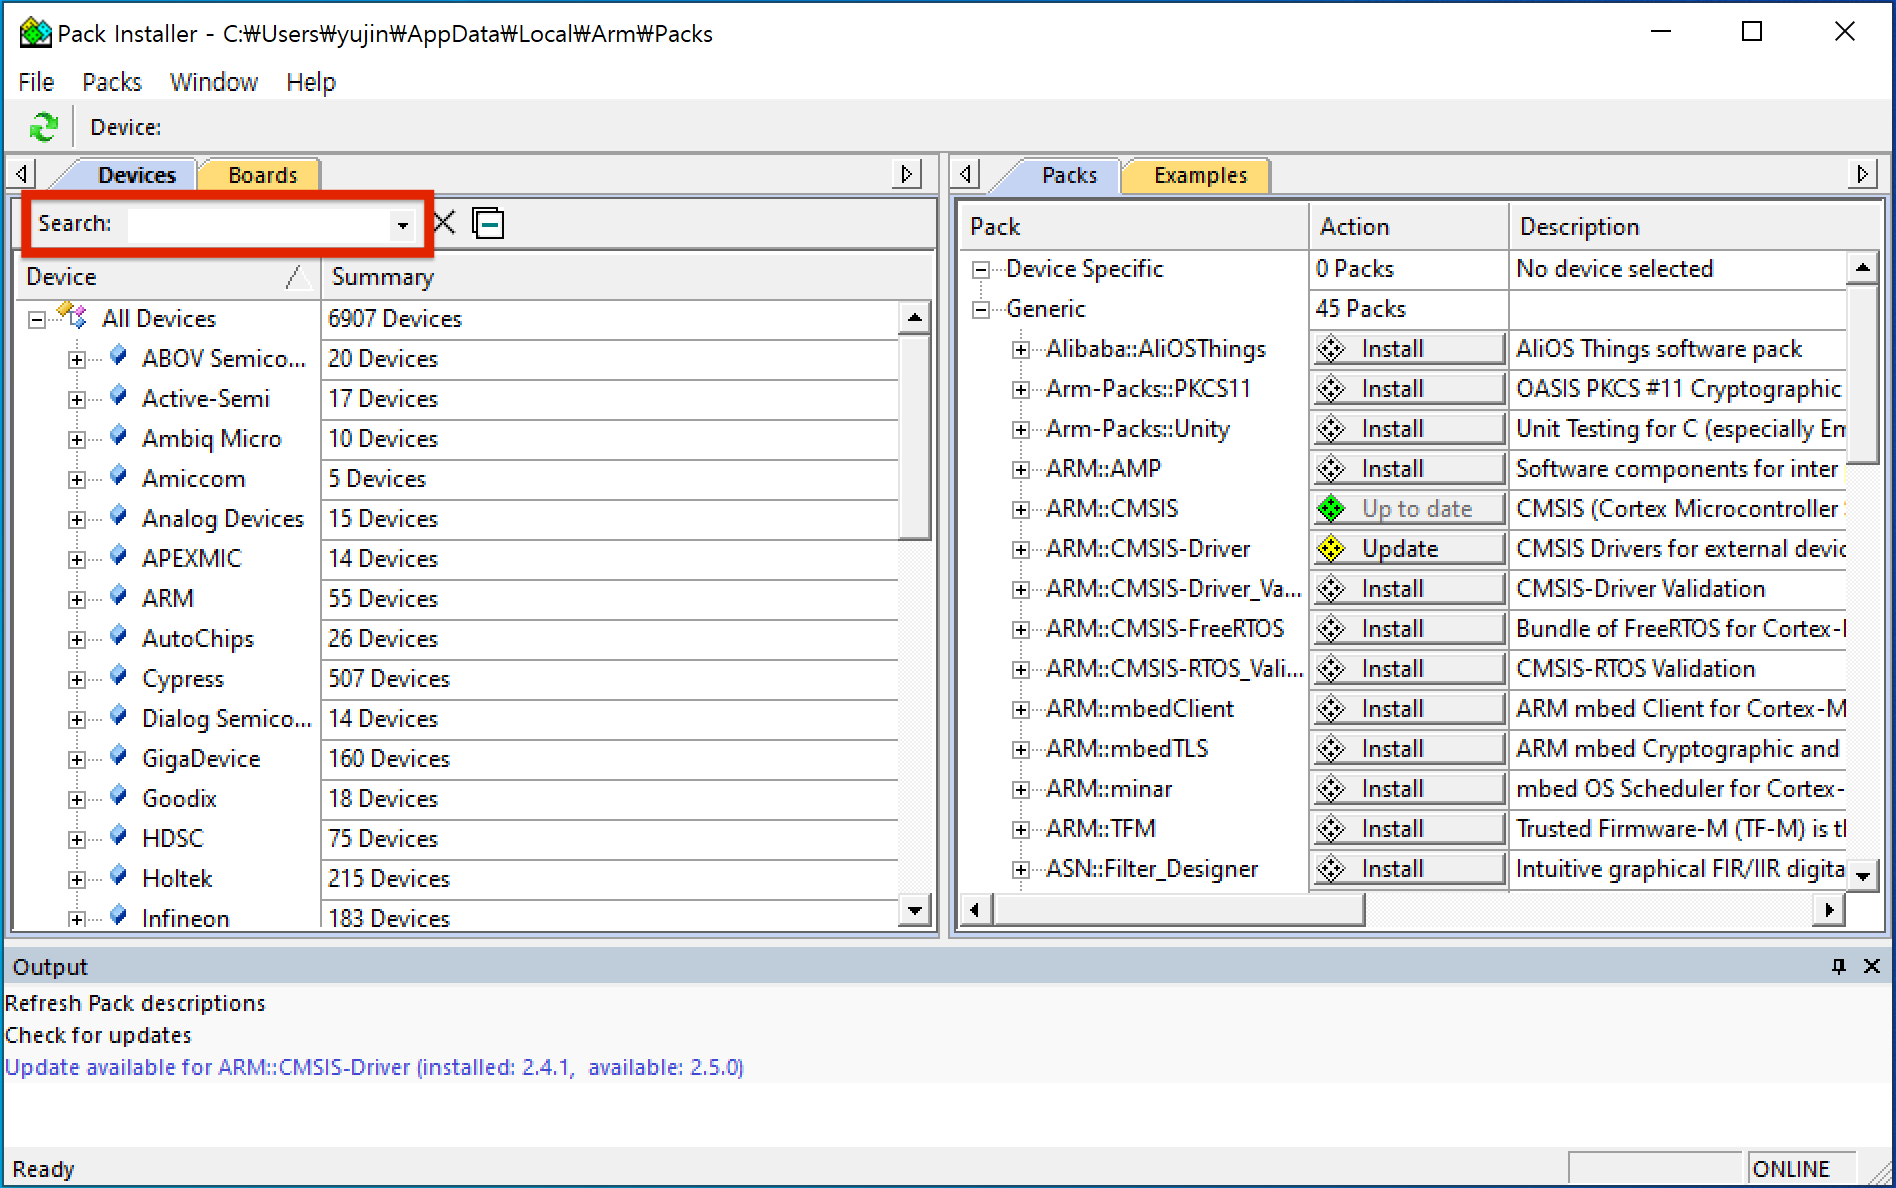 Pack Installer - C:₩Users₩yujin₩AppData₩Local₩Arm₩Packs
File Packs Window Help
Device:
Devices Boards
Search:
Device Summary
All Devices 6907 Devices
ABOV Semico... 20 Devices
Active-Semi 17 Devices
Ambiq Micro 10 Devices
Amiccom 5 Devices
Analog Devices 15 Devices
APEXMIC 14 Devices
ARM 55 Devices
AutoChips 26 Devices
Cypress 507 Devices
Dialog Semico... 14 Devices
GigaDevice 160 Devices
Goodix 18 Devices
HDSC 75 Devices
Holtek 215 Devices
Infineon 183 Devices
Packs Examples
Pack Action Description
Device Specific 0 Packs No device selected
Generic 45 Packs
Alibaba::AliOSThings Install AliOS Things software pack
Arm-Packs::PKCS11 Install OASIS PKCS #11 Cryptographic
Arm-Packs::Unity Install Unit Testing for C (especially Em
ARM::AMP Install Software components for inter
ARM::CMSIS Up to date CMSIS (Cortex Microcontroller
ARM::CMSIS-Driver Update CMSIS Drivers for external devic
ARM::CMSIS-Driver_Va... Install CMSIS-Driver Validation
ARM::CMSIS-FreeRTOS Install Bundle of FreeRTOS for Cortex-
ARM::CMSIS-RTOS_Vali... Install CMSIS-RTOS Validation
ARM::mbedClient Install ARM mbed Client for Cortex-M
ARM::mbedTLS Install ARM mbed Cryptographic and
ARM::minar Install mbed OS Scheduler for Cortex-
ARM::TFM Install Trusted Firmware-M (TF-M) is th
ASN::Filter_Designer Install Intuitive graphical FIR/IIR digita
Output
Refresh Pack descriptions
Check for updates
Update available for ARM::CMSIS-Driver (installed: 2.4.1, available: 2.5.0)
Ready ONLINE